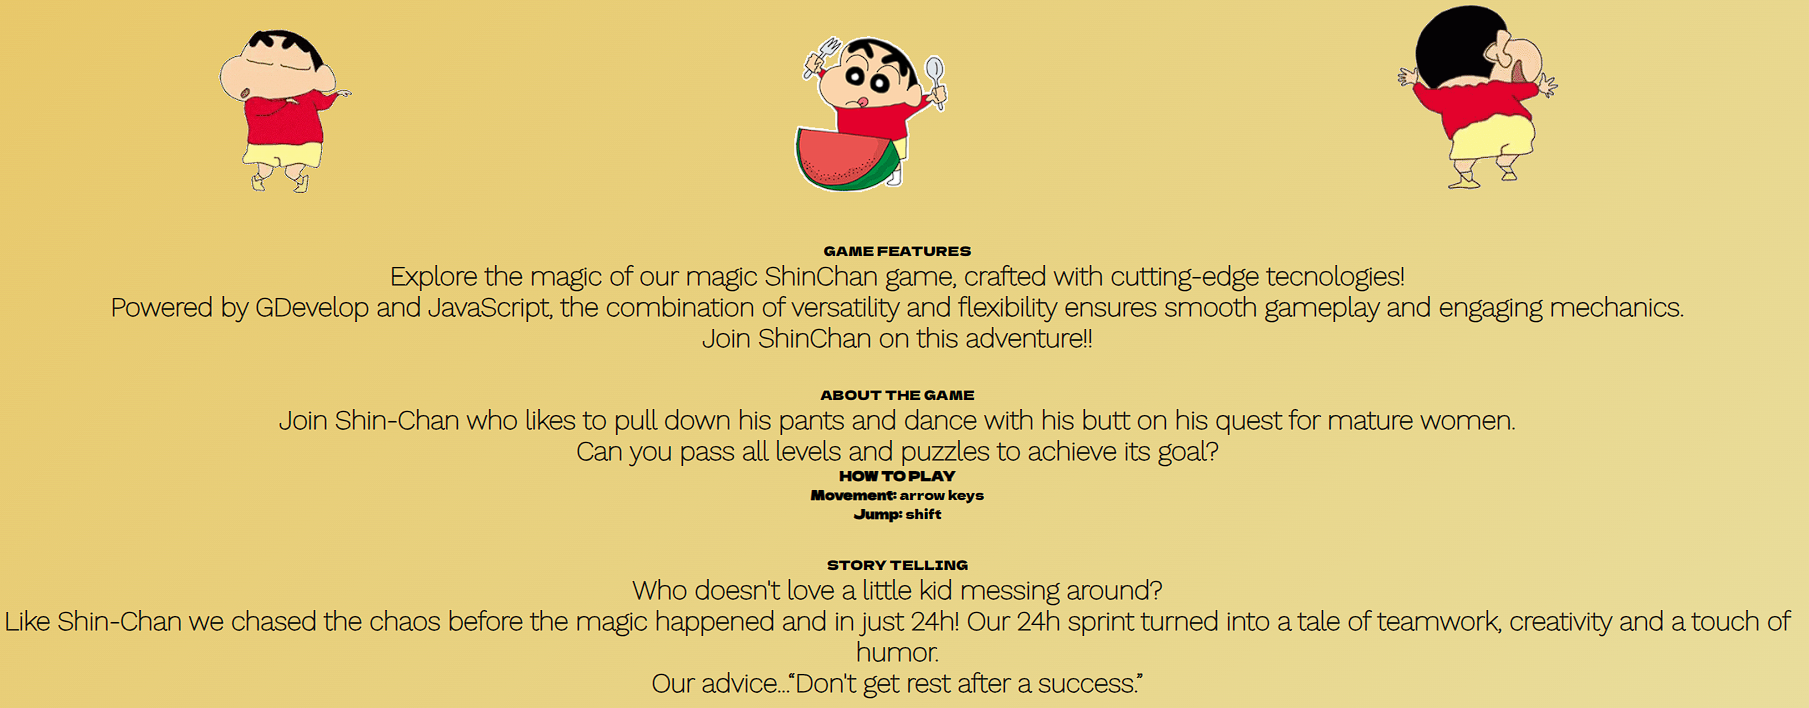 GAME FEATURES
Explore the magic of our magic ShinChan game, crafted with cutting-edge tecnologies!
Powered by GDevelop and JavaScript, the combination of versatility and flexibility ensures smooth gameplay and engaging mechanics.
Join ShinChan on this adventure!!
ABOUT THE GAME
Join Shin-Chan who likes to pull down his pants and dance with his butt on his quest for mature women.
Can you pass all levels and puzzles to achieve its goal?
HOW TO PLAY
Movement: arrow keys
Jump: shift
STORY TELLING
Who doesn't love a little kid messing around?
Like Shin-Chan we chased the chaos before the magic happened and in just 24h! Our 24h sprint turned into a tale of teamwork, creativity and a touch of
humor.
Our advice...“Don't get rest after a success.”